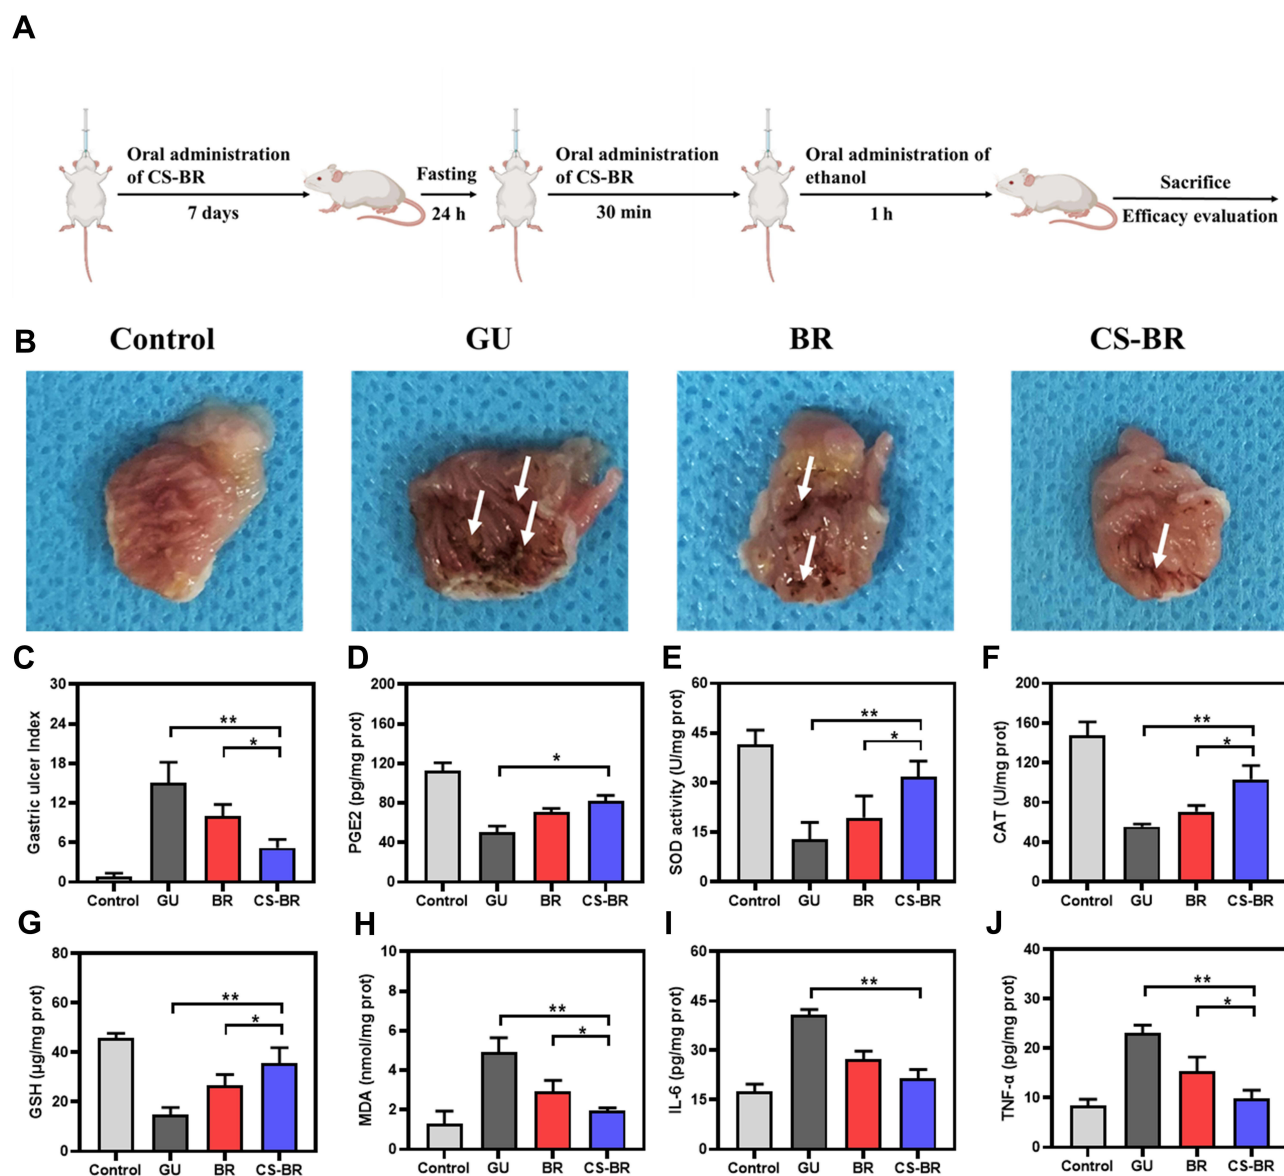 A
Oral administration
of CS-BR
7 days
Fasting
24 h
Oral administration
of CS-BR
30 min
Oral administration of
ethanol
1 h
Sacrifice
Efficacy evaluation
B
Control
GU
BR
CS-BR
C
Gastric ulcer Index
30
24
18
12
6
0
**
*
Control GU BR CS-BR
D
PGE2 (pg/mg prot)
200
160
120
80
40
0
*
Control GU BR CS-BR
E
SOD activity (U/mg prot)
60
45
30
15
0
**
*
Control GU BR CS-BR
F
CAT (U/mg prot)
200
160
120
80
40
0
**
*
Control GU BR CS-BR
G
GSH (μg/mg prot)
80
60
40
20
0
**
*
Control GU BR CS-BR
H
MDA (nmol/mg prot)
10
8
6
4
2
0
**
*
Control GU BR CS-BR
I
IL-6 (pg/mg prot)
60
45
30
15
0
**
Control GU BR CS-BR
J
TNF-α (pg/mg prot)
40
30
20
10
0
**
*
Control GU BR CS-BR